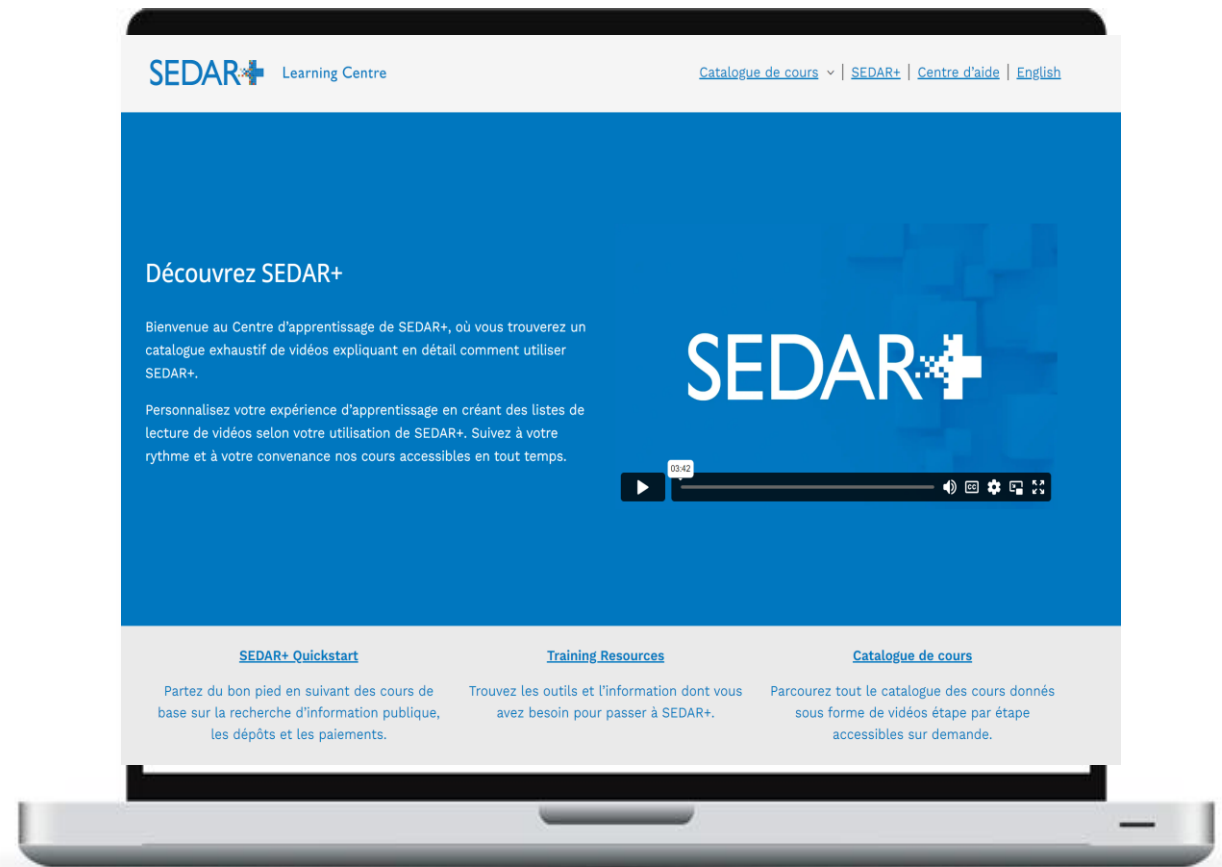 SEDAR+ Learning Centre
Catalogue de cours | SEDAR+ | Centre d'aide | English
Découvrez SEDAR+
Bienvenue au Centre d'apprentissage de SEDAR+, où vous trouverez un
catalogue exhaustif de vidéos expliquant en détail comment utiliser
SEDAR+.
Personnalisez votre expérience d'apprentissage en créant des listes de
lecture de vidéos selon votre utilisation de SEDAR+. Suivez à votre
rythme et à votre convenance nos cours accessibles en tout temps.
SEDAR+
03:42
CC
SEDAR+ Quickstart
Partez du bon pied en suivant des cours de
base sur la recherche d'information publique,
les dépôts et les paiements.
Training Resources
Trouvez les outils et l'information dont vous
avez besoin pour passer à SEDAR+.
Catalogue de cours
Parcourez tout le catalogue des cours donnés
sous forme de vidéos étape par étape
accessibles sur demande.